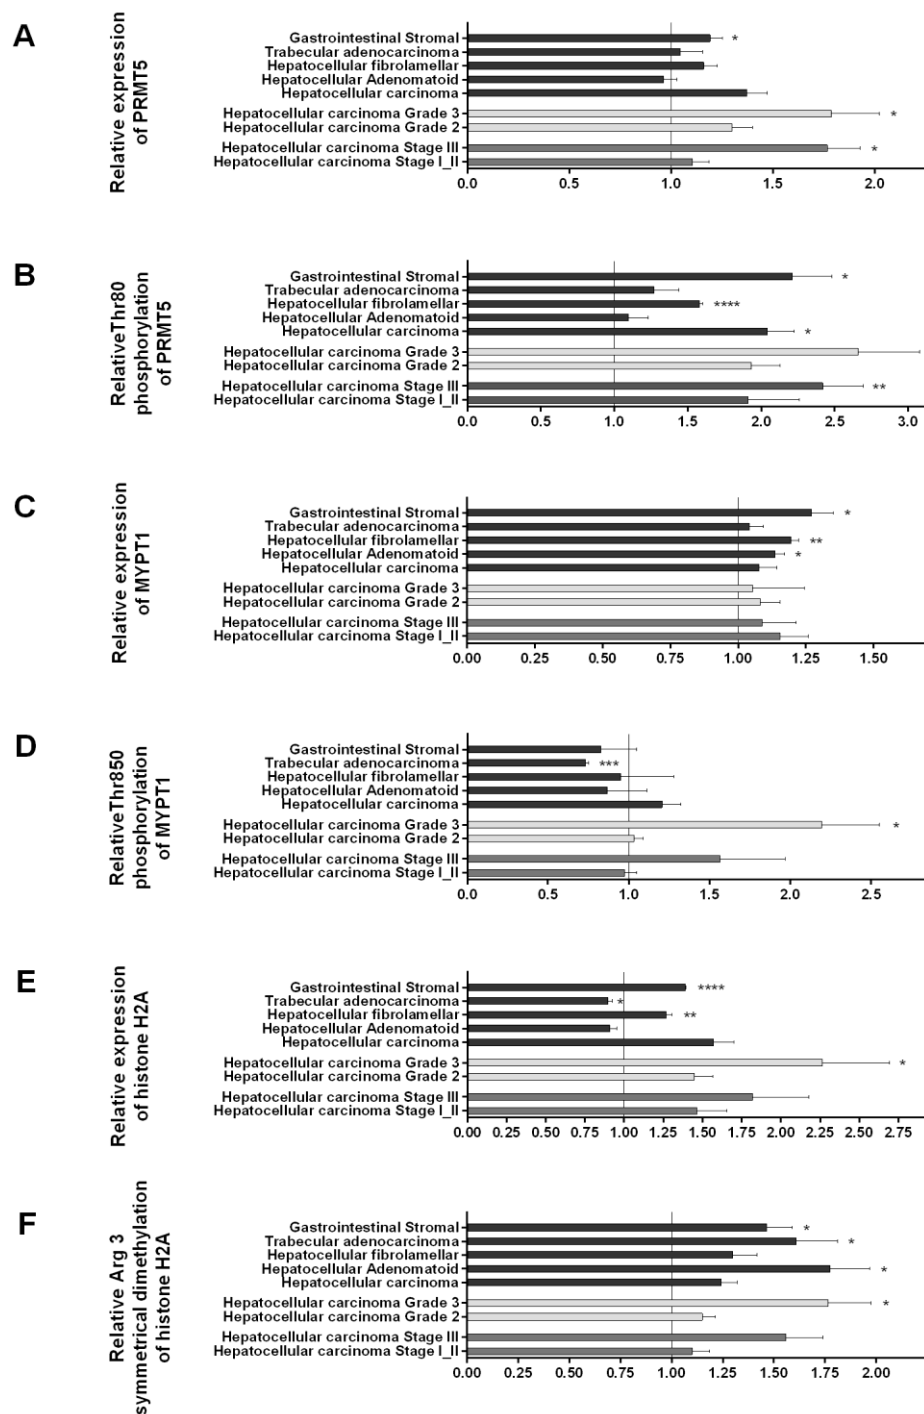 A
Relative expression
of PRMT5
Gastrointestinal Stromal
*
Trabecular adenocarcinoma
Hepatocellular fibrolamellar
Hepatocellular Adenomatoid
Hepatocellular carcinoma
Hepatocellular carcinoma Grade 3
*
Hepatocellular carcinoma Grade 2
Hepatocellular carcinoma Stage III
*
Hepatocellular carcinoma Stage I_II
0.0 0.5 1.0 1.5 2.0
B
RelativeThr80
phosphorylation
of PRMT5
Gastrointestinal Stromal
*
Trabecular adenocarcinoma
Hepatocellular fibrolamellar
****
Hepatocellular Adenomatoid
Hepatocellular carcinoma
*
Hepatocellular carcinoma Grade 3
Hepatocellular carcinoma Grade 2
Hepatocellular carcinoma Stage III
**
Hepatocellular carcinoma Stage I_II
0.0 0.5 1.0 1.5 2.0 2.5 3.0
C
Relative expression
of MYPT1
Gastrointestinal Stromal
*
Trabecular adenocarcinoma
Hepatocellular fibrolamellar
**
Hepatocellular Adenomatoid
*
Hepatocellular carcinoma
Hepatocellular carcinoma Grade 3
Hepatocellular carcinoma Grade 2
Hepatocellular carcinoma Stage III
Hepatocellular carcinoma Stage I_II
0.00 0.25 0.50 0.75 1.00 1.25 1.50
D
RelativeThr850
phosphorylation
of MYPT1
Gastrointestinal Stromal
Trabecular adenocarcinoma
***
Hepatocellular fibrolamellar
Hepatocellular Adenomatoid
Hepatocellular carcinoma
Hepatocellular carcinoma Grade 3
*
Hepatocellular carcinoma Grade 2
Hepatocellular carcinoma Stage III
Hepatocellular carcinoma Stage I_II
0.0 0.5 1.0 1.5 2.0 2.5
E
Relative expression
of histone H2A
Gastrointestinal Stromal
****
Trabecular adenocarcinoma
*
Hepatocellular fibrolamellar
**
Hepatocellular Adenomatoid
Hepatocellular carcinoma
Hepatocellular carcinoma Grade 3
*
Hepatocellular carcinoma Grade 2
Hepatocellular carcinoma Stage III
Hepatocellular carcinoma Stage I_II
0.00 0.25 0.50 0.75 1.00 1.25 1.50 1.75 2.00 2.25 2.50 2.75
F
Relative Arg 3
symmetrical dimethylation
of histone H2A
Gastrointestinal Stromal
*
Trabecular adenocarcinoma
*
Hepatocellular fibrolamellar
Hepatocellular Adenomatoid
*
Hepatocellular carcinoma
Hepatocellular carcinoma Grade 3
*
Hepatocellular carcinoma Grade 2
Hepatocellular carcinoma Stage III
Hepatocellular carcinoma Stage I_II
0.00 0.25 0.50 0.75 1.00 1.25 1.50 1.75 2.00